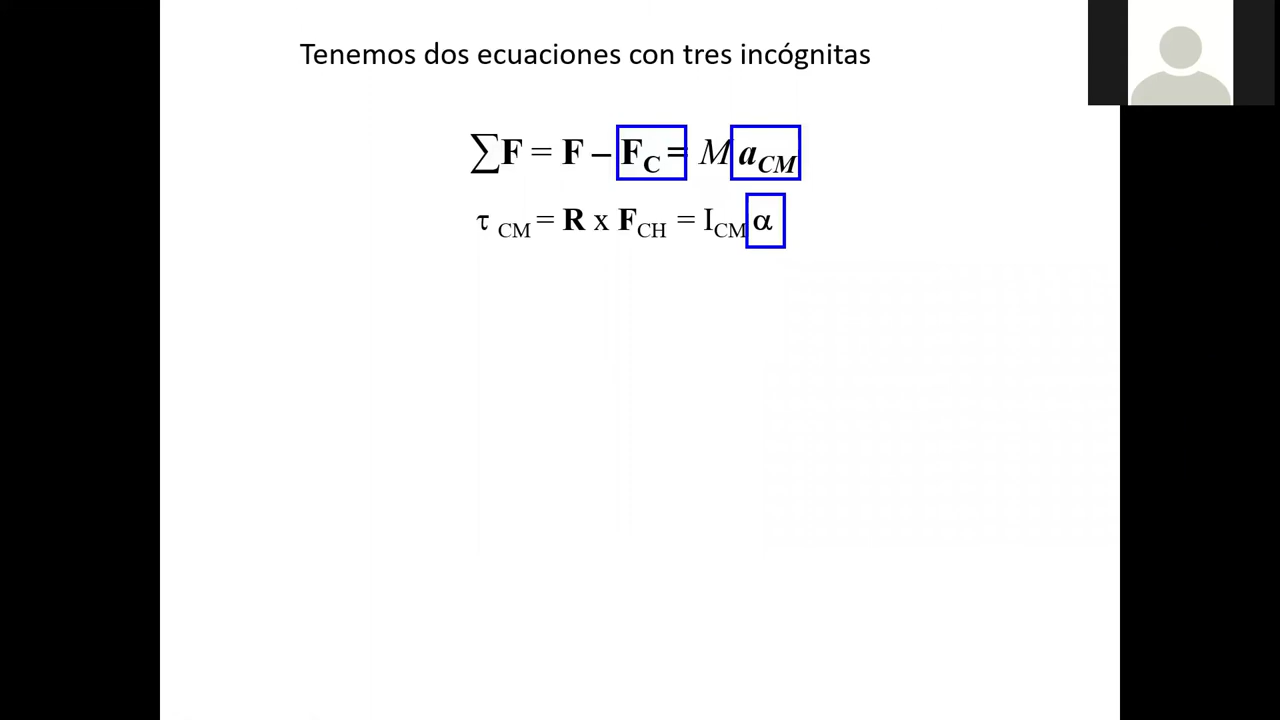 Tenemos dos ecuaciones con tres incógnitas
∑F = F – F_C = M a_CM
τ_CM = R x F_CH = I_CM α